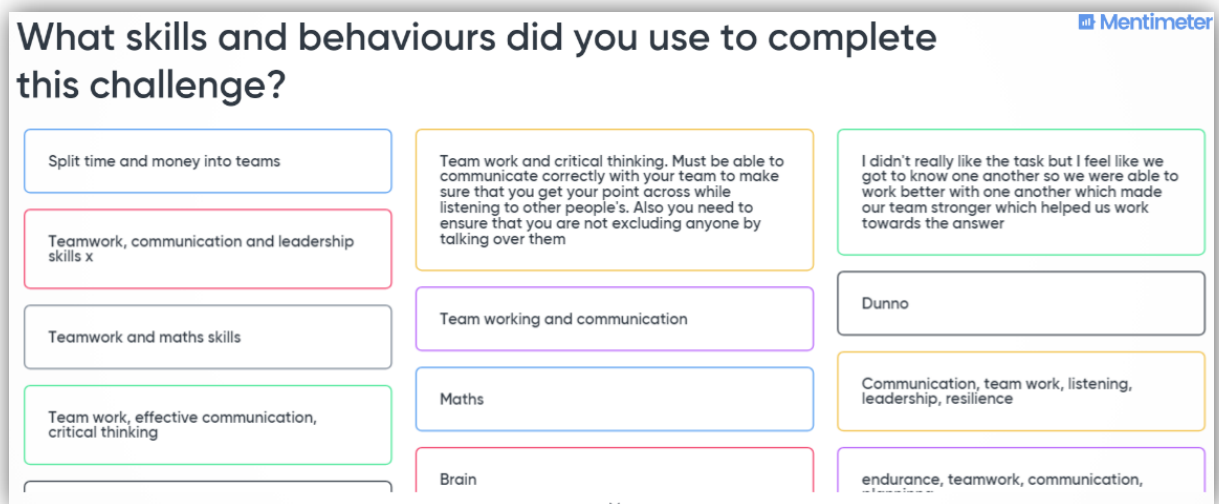 What skills and behaviours did you use to complete
this challenge?
Mentimeter
Split time and money into teams
Teamwork, communication and leadership
skills x
Teamwork and maths skills
Team work, effective communication,
critical thinking
Team work and critical thinking. Must be able to
communicate correctly with your team to make
sure that you get your point across while
listening to other people's. Also you need to
ensure that you are not excluding anyone by
talking over them
Team working and communication
Maths
Brain
I didn't really like the task but I feel like we
got to know one another so we were able to
work better with one another which made
our team stronger which helped us work
towards the answer
Dunno
Communication, team work, listening,
leadership, resilience
endurance, teamwork, communication,